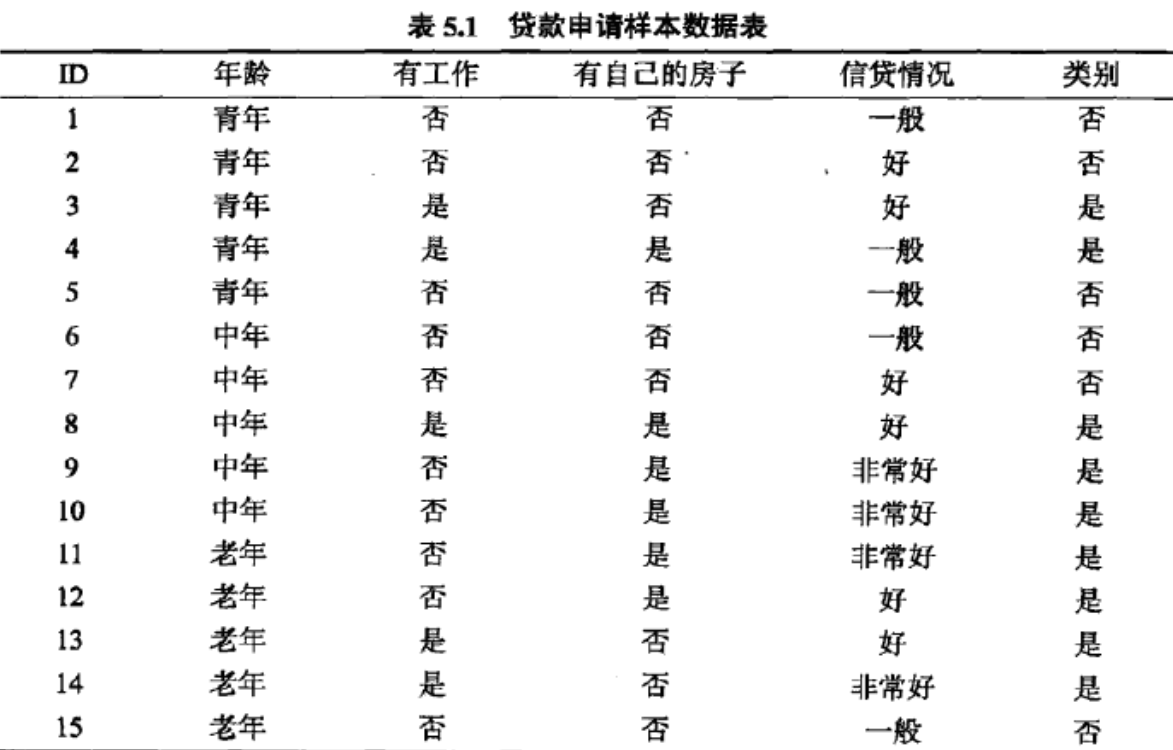 表 5.1 贷款申请样本数据表
ID 年龄 有工作 有自己的房子 信贷情况 类别
1 青年 否 否 一般 否
2 青年 否 否 好 否
3 青年 是 否 好 是
4 青年 是 是 一般 是
5 青年 否 否 一般 否
6 中年 否 否 一般 否
7 中年 否 否 好 否
8 中年 是 是 好 是
9 中年 否 是 非常好 是
10 中年 否 是 非常好 是
11 老年 否 是 非常好 是
12 老年 否 是 好 是
13 老年 是 否 好 是
14 老年 是 否 非常好 是
15 老年 否 否 一般 否